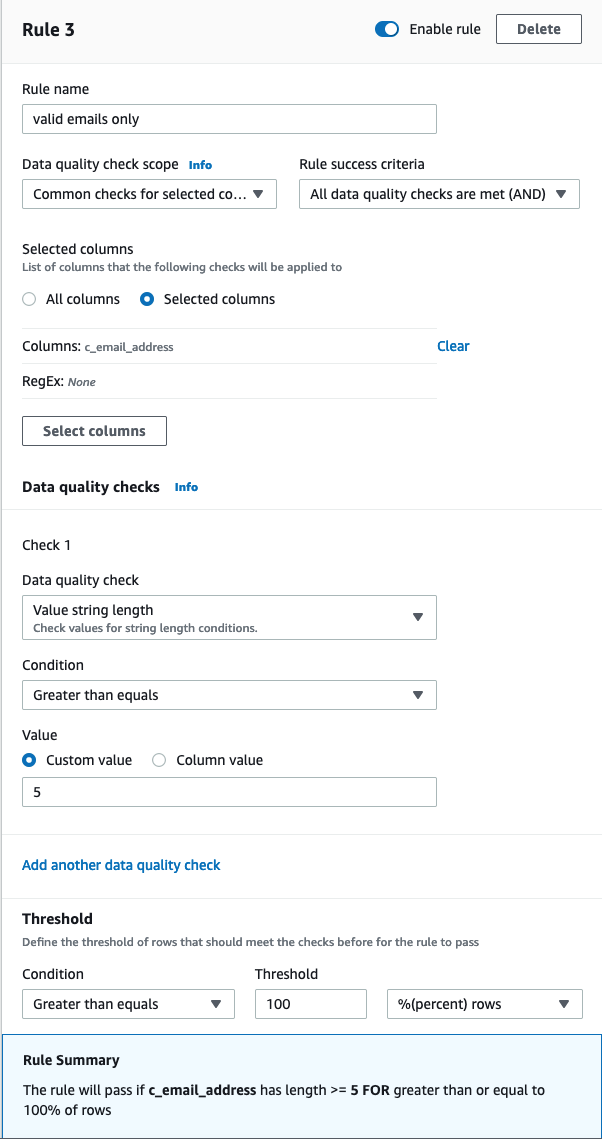 Rule 3
Enable rule
Delete
Rule name
valid emails only
Data quality check scope Info
Rule success criteria
Common checks for selected co...
All data quality checks are met (AND)
Selected columns
List of columns that the following checks will be applied to
All columns
Selected columns
Columns: c_email_address
Clear
RegEx: None
Select columns
Data quality checks Info
Check 1
Data quality check
Value string length
Check values for string length conditions.
Condition
Greater than equals
Value
Custom value
Column value
5
Add another data quality check
Threshold
Define the threshold of rows that should meet the checks before for the rule to pass
Condition
Threshold
Greater than equals
100
%(percent) rows
Rule Summary
The rule will pass if c_email_address has length >= 5 FOR greater than or equal to
100% of rows